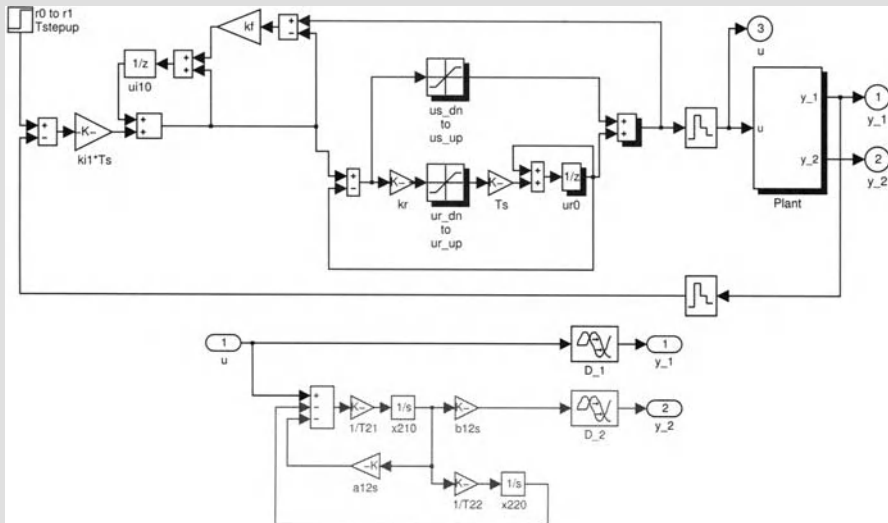 r0 to r1
Tstepup
kf
+
−
3
u
1/z
ui10
+
+
us_dn
to
us_up
+
−
-K-
ki1*Ts
+
+
+
+
u
y_1
y_2
Plant
1
y_1
2
y_2
+
−
K-
kr
ur_dn
to
ur_up
K-
Ts
+
+
1/z
ur0
1
u
D_1
1
y_1
+
−
−
K-
1/T21
1/s
x210
K-
b12s
D_2
2
y_2
-K
a12s
K-
1/T22
1/s
x220